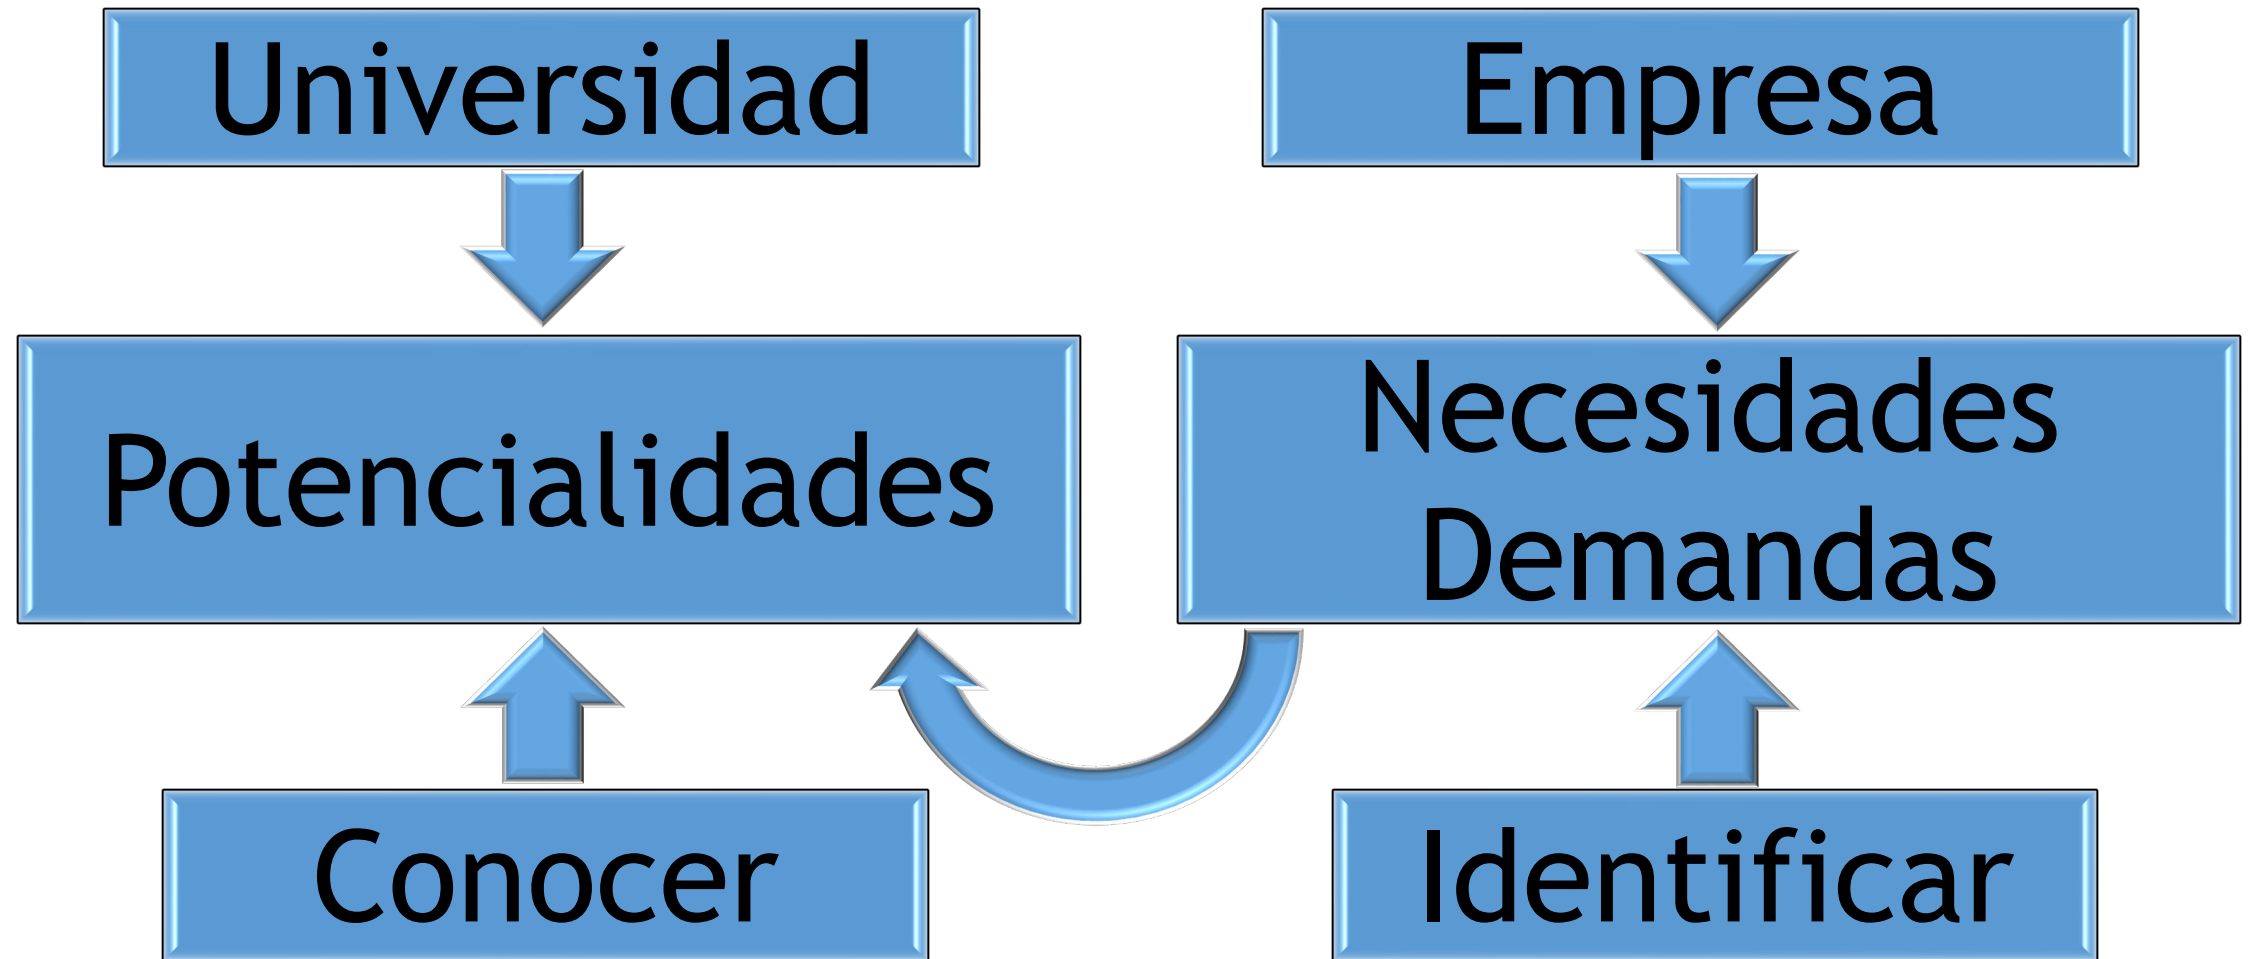 Universidad
Empresa
Potencialidades
Necesidades
Demandas
Conocer
Identificar